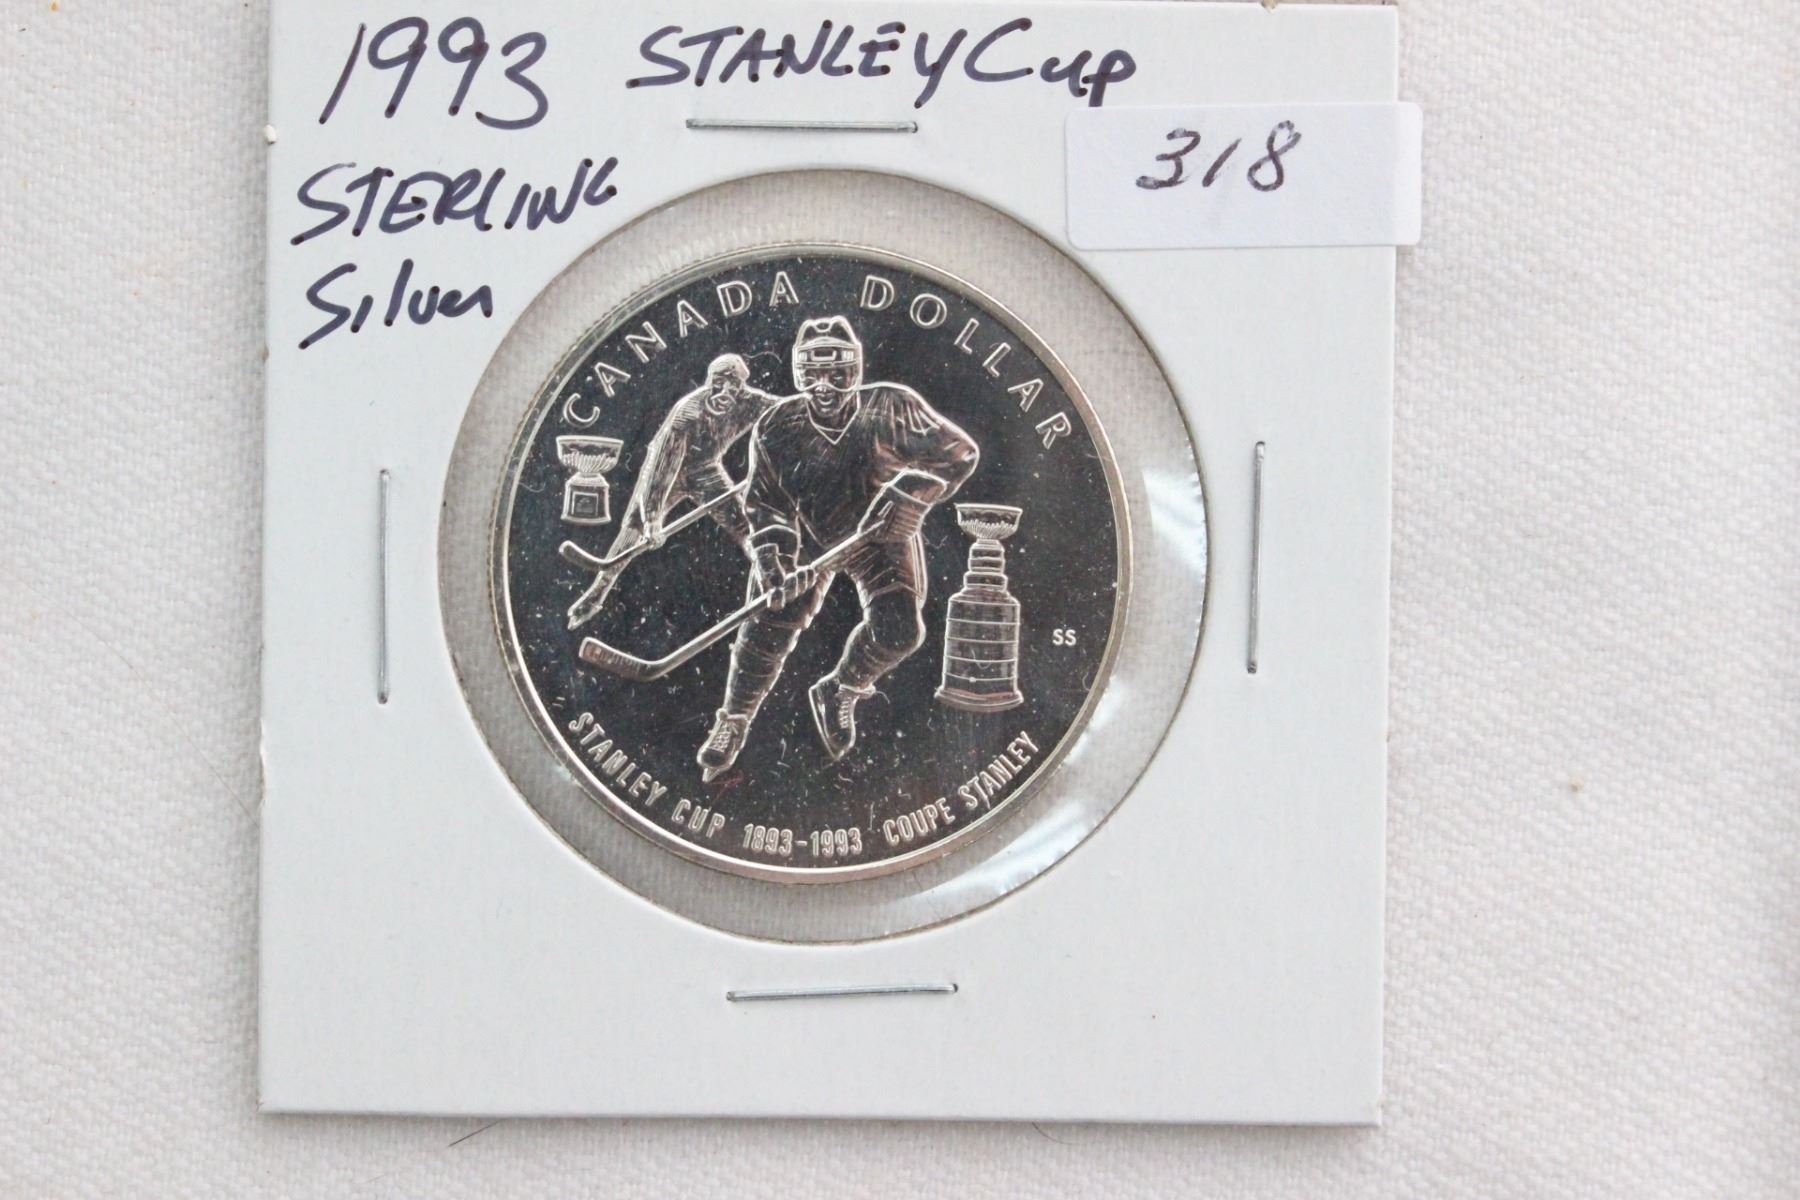 1993 STANLEY Cup
318
STERLING
Silver
CANADA DOLLAR
SS
STANLEY CUP 1893-1993 COUPE STANLEY